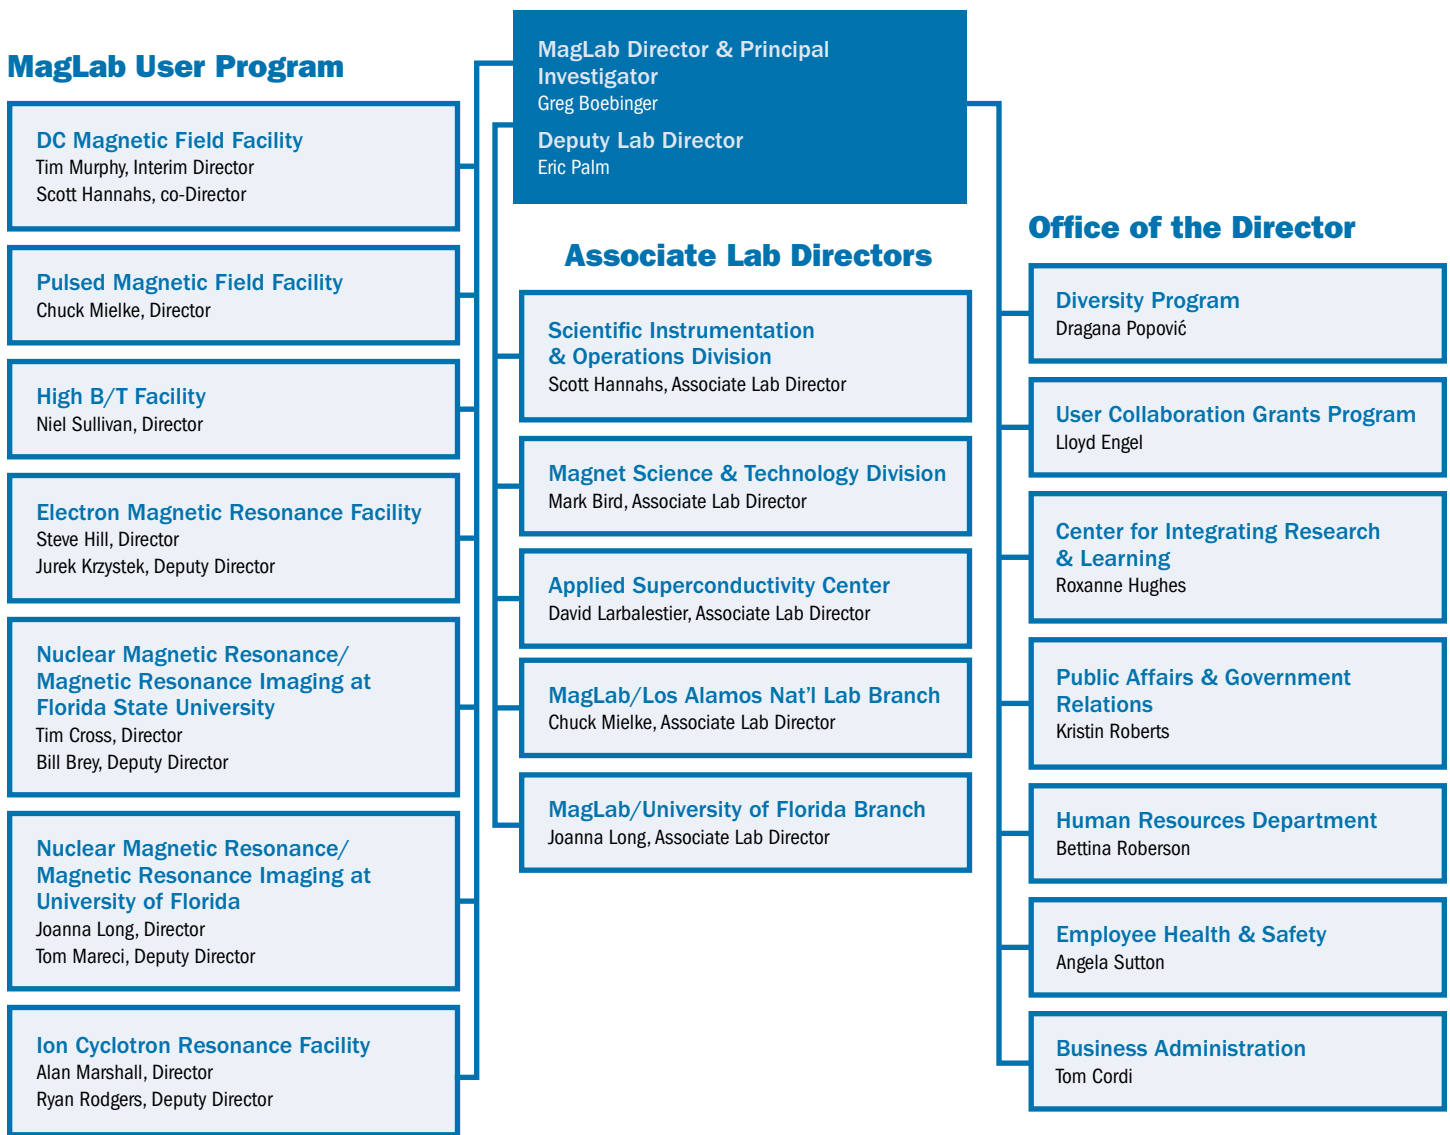 MagLab User Program
DC Magnetic Field Facility
Tim Murphy, Interim Director
Scott Hannahs, co-Director
Pulsed Magnetic Field Facility
Chuck Mielke, Director
High B/T Facility
Niel Sullivan, Director
Electron Magnetic Resonance Facility
Steve Hill, Director
Jurek Krzystek, Deputy Director
Nuclear Magnetic Resonance/
Magnetic Resonance Imaging at
Florida State University
Tim Cross, Director
Bill Brey, Deputy Director
Nuclear Magnetic Resonance/
Magnetic Resonance Imaging at
University of Florida
Joanna Long, Director
Tom Mareci, Deputy Director
Ion Cyclotron Resonance Facility
Alan Marshall, Director
Ryan Rodgers, Deputy Director
MagLab Director & Principal
Investigator
Greg Boebinger
Deputy Lab Director
Eric Palm
Associate Lab Directors
Scientific Instrumentation
& Operations Division
Scott Hannahs, Associate Lab Director
Magnet Science & Technology Division
Mark Bird, Associate Lab Director
Applied Superconductivity Center
David Larbalestier, Associate Lab Director
MagLab/Los Alamos Nat'l Lab Branch
Chuck Mielke, Associate Lab Director
MagLab/University of Florida Branch
Joanna Long, Associate Lab Director
Office of the Director
Diversity Program
Dragana Popović
User Collaboration Grants Program
Lloyd Engel
Center for Integrating Research
& Learning
Roxanne Hughes
Public Affairs & Government
Relations
Kristin Roberts
Human Resources Department
Bettina Roberson
Employee Health & Safety
Angela Sutton
Business Administration
Tom Cordi